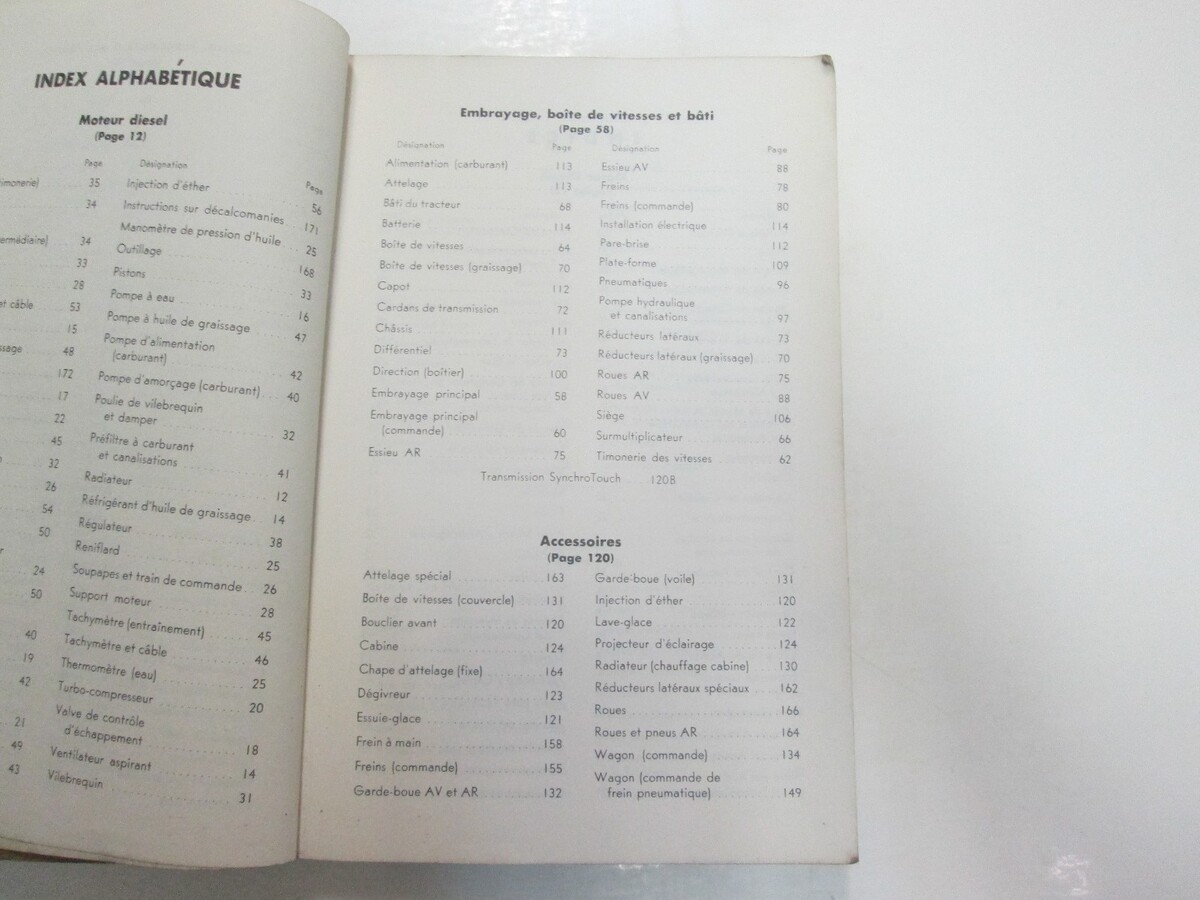 INDEX ALPHABÉTIQUE
Moteur diesel
(Page 12)
Page Désignation Page
35 Injection d'éther 56
34 Instructions sur décalcomanies 171
Manomètre de pression d'huile 25
34 Outillage 168
33 Pistons 33
28 Pompe à eau 16
et câble 53 Pompe à huile de graissage 47
15 Pompe d'alimentation
(carburant) 42
48
172 Pompe d'amorçage (carburant) 40
17 Poulie de vilebrequin
et damper 32
22
45 Préfiltre à carburant
et canalisations 41
32
26 Radiateur 12
54 Réfrigérant d'huile de graissage 14
50 Régulateur 38
Reniflard 25
24 Soupapes et train de commande 26
50 Support moteur 28
Tachymètre (entraînement) 45
40 Tachymètre et câble 46
19 Thermomètre (eau) 25
42 Turbo-compresseur 20
Valve de contrôle
d'échappement 18
21
49 Ventilateur aspirant 14
43 Vilebrequin 31
Embrayage, boîte de vitesses et bâti
(Page 58)
Désignation Page Désignation Page
Alimentation (carburant) 113 Essieu AV 88
Attelage 113 Freins 78
Bâti du tracteur 68 Freins (commande) 80
Batterie 114 Installation électrique 114
Boîte de vitesses 64 Pare-brise 112
Boîte de vitesses (graissage) 70 Plate-forme 109
Capot 112 Pneumatiques 96
Cardans de transmission 72 Pompe hydraulique
et canalisations 97
Châssis 111 Réducteurs latéraux 73
Différentiel 73 Réducteurs latéraux (graissage) 70
Direction (boîtier) 100 Roues AR 75
Embrayage principal 58 Roues AV 88
Embrayage principal
(commande) 60 Siège 106
Surmultiplicateur 66
Essieu AR 75 Timonerie des vitesses 62
Transmission SynchroTouch 120B
Accessoires
(Page 120)
Attelage spécial 163 Garde-boue (voile) 131
Boîte de vitesses (couvercle) 131 Injection d'éther 120
Bouclier avant 120 Lave-glace 122
Cabine 124 Projecteur d'éclairage 124
Chape d'attelage (fixe) 164 Radiateur (chauffage cabine) 130
Dégivreur 123 Réducteurs latéraux spéciaux 162
Essuie-glace 121 Roues 166
Frein à main 158 Roues et pneus AR 164
Freins (commande) 155 Wagon (commande) 134
Garde-boue AV et AR 132 Wagon (commande de
frein pneumatique) 149